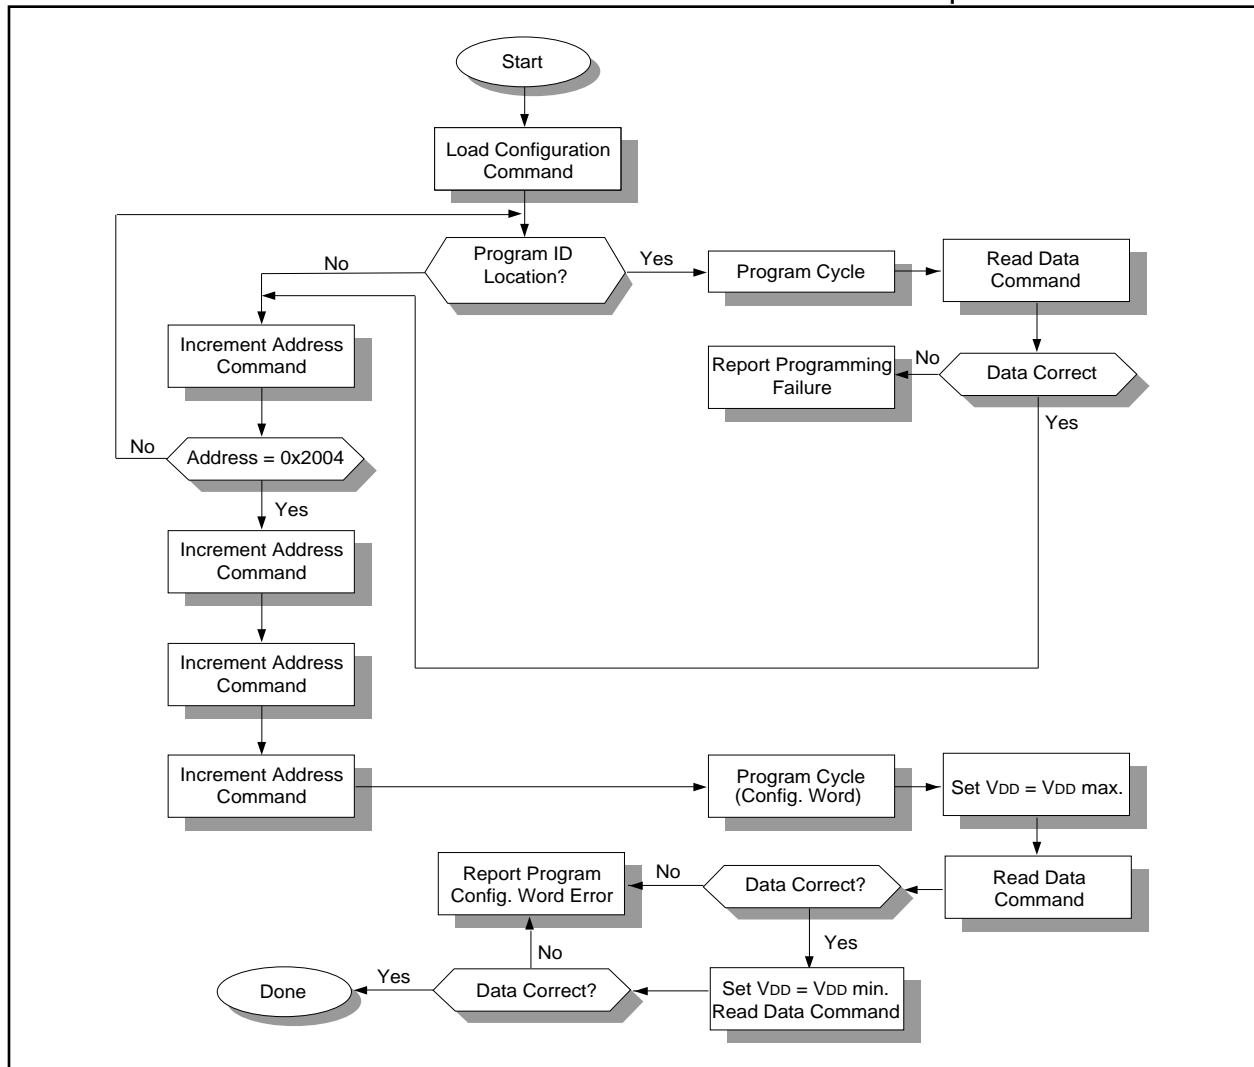 Start
Load Configuration
Command
Program ID
Location?
No
Yes
Program Cycle
Read Data
Command
Increment Address
Command
Report Programming
Failure
No
Data Correct
Yes
No
Address = 0x2004
Yes
Increment Address
Command
Increment Address
Command
Increment Address
Command
Program Cycle
(Config. Word)
Set VDD = VDD max.
Report Program
Config. Word Error
No
Data Correct?
Read Data
Command
Yes
No
Done
Yes
Data Correct?
Set VDD = VDD min.
Read Data Command